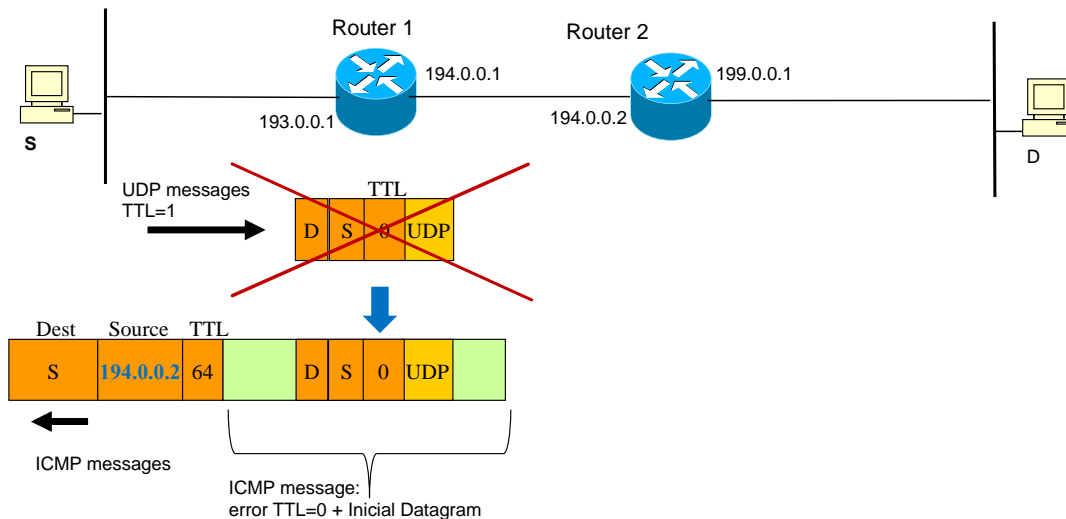 Router 1
Router 2
194.0.0.1
199.0.0.1
193.0.0.1
194.0.0.2
S
D
UDP messages
TTL=1
TTL
D S 0 UDP
Dest Source TTL
S 194.0.0.2 64 D S 0 UDP
ICMP messages
ICMP message:
error TTL=0 + Inicial Datagram